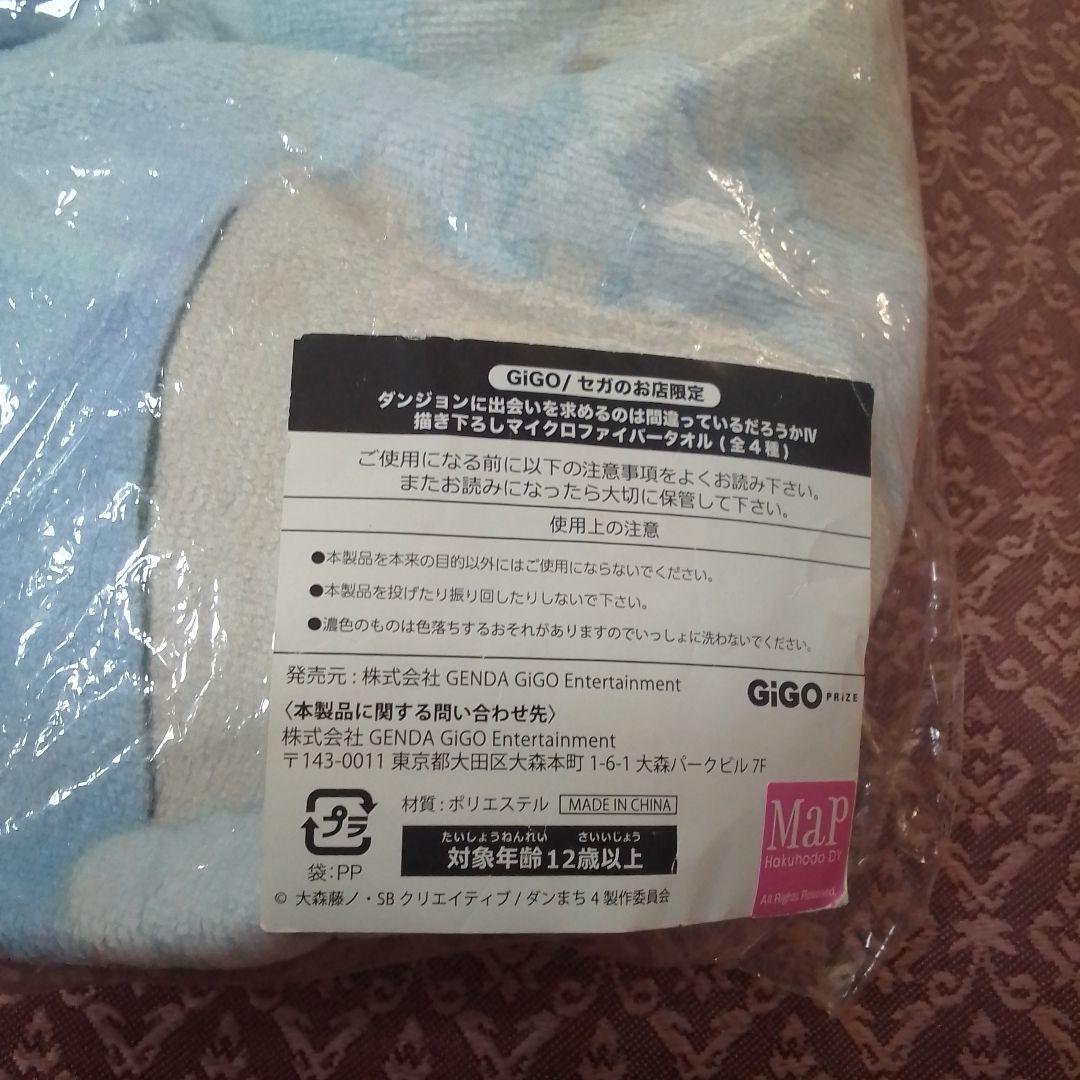 GiGO/ セガのお店限定
ダンジョンに出会いを求めるのは間違っているだろうかⅣ
描き下ろしマイクロファイバータオル (全4種)
ご使用になる前に以下の注意事項をよくお読み下さい。
またお読みになったら大切に保管して下さい。
使用上の注意
●本製品を本来の目的以外にはご使用にならないでください。
●本製品を投げたり振り回したりしないで下さい。
●濃色のものは色落ちするおそれがありますのでいっしょに洗わないでください。
発売元 : 株式会社 GENDA GiGO Entertainment
GiGO PRiZE
〈本製品に関する問い合わせ先〉
株式会社 GENDA GiGO Entertainment
〒143-0011 東京都大田区大森本町 1-6-1 大森パークビル 7F
プラ
袋 : PP
材質 : ポリエステル MADE IN CHINA
たいしょうねんれい さいいじょう
対象年齢12歳以上
MaP
Hakuhodo DY
All Rights Reserved.
© 大森藤ノ・SB クリエイティブ / ダンまち 4 製作委員会